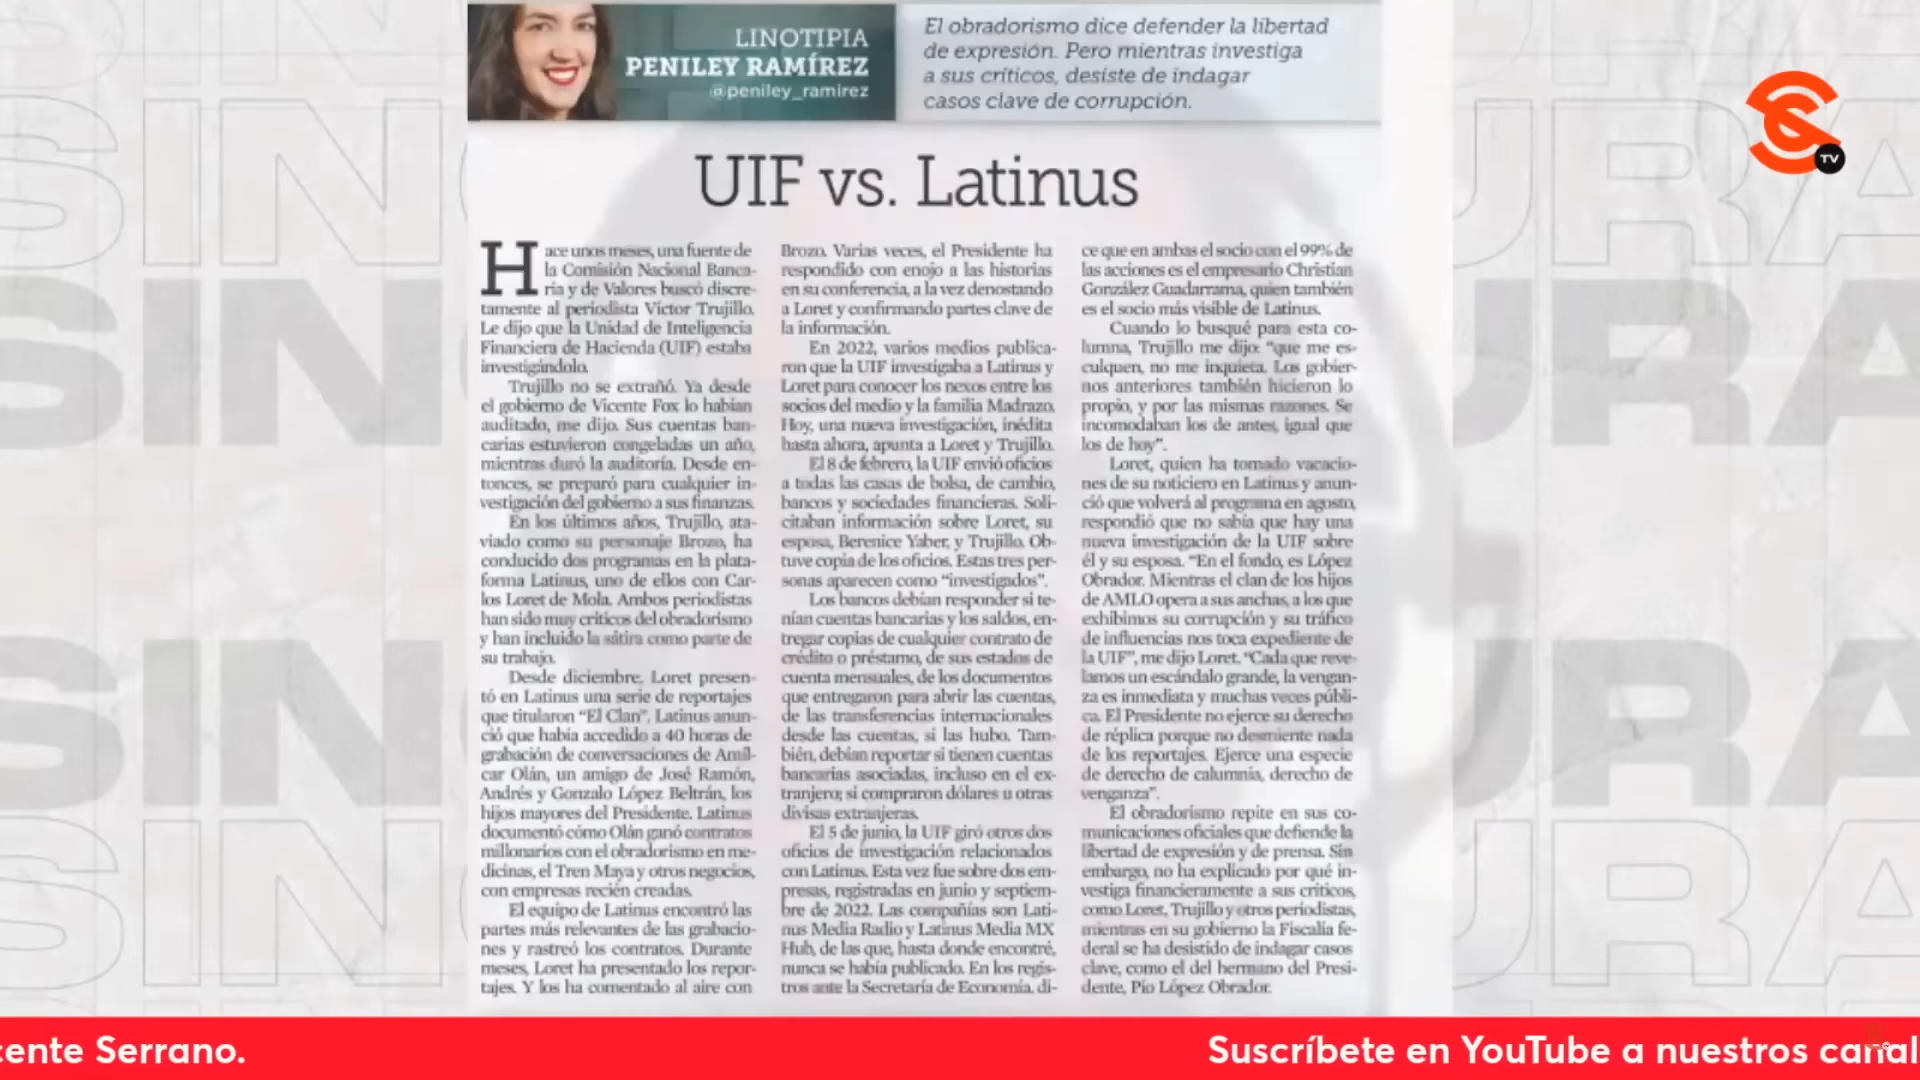 LINOTIPIA
PENILEY RAMÍREZ
@peniley_ramirez
El obradorismo dice defender la libertad
de expresión. Pero mientras investiga
a sus críticos, desiste de indagar
casos clave de corrupción.
TV
UIF vs. Latinus
Hace unos meses, una fuente de
la Comisión Nacional Banca-
ria y de Valores buscó discre-
tamente al periodista Víctor Trujillo.
Le dijo que la Unidad de Inteligencia
Financiera de Hacienda (UIF) estaba
investigándolo.
Trujillo no se extrañó. Ya desde
el gobierno de Vicente Fox lo habían
auditado, me dijo. Sus cuentas ban-
carias estuvieron congeladas un año,
mientras duró la auditoría. Desde en-
tonces, se preparó para cualquier in-
vestigación del gobierno a sus finanzas.
En los últimos años, Trujillo, ata-
viado como su personaje Brozo, ha
conducido dos programas en la plata-
forma Latinus, uno de ellos con Car-
los Loret de Mola. Ambos periodistas
han sido muy críticos del obradorismo
y han incluido la sátira como parte de
su trabajo.
Desde diciembre, Loret presen-
tó en Latinus una serie de reportajes
que titularon “El Clan”. Latinus anun-
ció que había accedido a 40 horas de
grabación de conversaciones de Amíl-
car Olán, un amigo de José Ramón,
Andrés y Gonzalo López Beltrán, los
hijos mayores del Presidente. Latinus
documentó cómo Olán ganó contratos
millonarios con el obradorismo en me-
dicinas, el Tren Maya y otros negocios,
con empresas recién creadas.
El equipo de Latinus encontró las
partes más relevantes de las grabacio-
nes y rastreó los contratos. Durante
meses, Loret ha presentado los repor-
tajes. Y los ha comentado al aire con
Brozo. Varias veces, el Presidente ha
respondido con enojo a las historias
en su conferencia, a la vez denostando
a Loret y confirmando partes clave de
la información.
En 2022, varios medios publica-
ron que la UIF investigaba a Latinus y
Loret para conocer los nexos entre los
socios del medio y la familia Madrazo.
Hoy, una nueva investigación, inédita
hasta ahora, apunta a Loret y Trujillo.
El 8 de febrero, la UIF envió oficios
a todas las casas de bolsa, de cambio,
bancos y sociedades financieras. Soli-
citaban información sobre Loret, su
esposa, Berenice Yaber, y Trujillo. Ob-
tuve copia de los oficios. Estas tres per-
sonas aparecen como “investigados”.
Los bancos debían responder si te-
nían cuentas bancarias y los saldos, en-
tregar copias de cualquier contrato de
crédito o préstamo, de sus estados de
cuenta mensuales, de los documentos
que entregaron para abrir las cuentas,
de las transferencias internacionales
desde las cuentas, si las hubo. Tam-
bién, debían reportar si tienen cuentas
bancarias asociadas, incluso en el ex-
tranjero; si compraron dólares u otras
divisas extranjeras.
El 5 de junio, la UIF giró otros dos
oficios de investigación relacionados
con Latinus. Esta vez fue sobre dos em-
presas, registradas en junio y septiem-
bre de 2022. Las compañías son Lati-
nus Media Radio y Latinus Media MX
Hub, de las que, hasta donde encontré,
nunca se había publicado. En los regis-
tros ante la Secretaría de Economía, di-
ce que en ambas el socio con el 99% de
las acciones es el empresario Christian
González Guadarrama, quien también
es el socio más visible de Latinus.
Cuando lo busqué para esta co-
lumna, Trujillo me dijo: “que me es-
culquen, no me inquieta. Los gobier-
nos anteriores también hicieron lo
propio, y por las mismas razones. Se
incomodaban los de antes, igual que
los de hoy”.
Loret, quien ha tomado vacacio-
nes de su noticiero en Latinus y anun-
ció que volverá al programa en agosto,
respondió que no sabía que hay una
nueva investigación de la UIF sobre
él y su esposa. “En el fondo, es López
Obrador. Mientras el clan de los hijos
de AMLO opera a sus anchas, a los que
exhibimos su corrupción y su tráfico
de influencias nos toca expediente de
la UIF”, me dijo Loret. “Cada que reve-
lamos un escándalo grande, la vengan-
za es inmediata y muchas veces públi-
ca. El Presidente no ejerce su derecho
de réplica porque no desmiente nada
de los reportajes. Ejerce una especie
de derecho de calumnia, derecho de
venganza”.
El obradorismo repite en sus co-
municaciones oficiales que defiende la
libertad de expresión y de prensa. Sin
embargo, no ha explicado por qué in-
vestiga financieramente a sus críticos,
como Loret, Trujillo y otros periodistas,
mientras en su gobierno la Fiscalía fe-
deral se ha desistido de indagar casos
clave, como el del hermano del Presi-
dente, Pío López Obrador.
cente Serrano.
Suscríbete en YouTube a nuestros canal